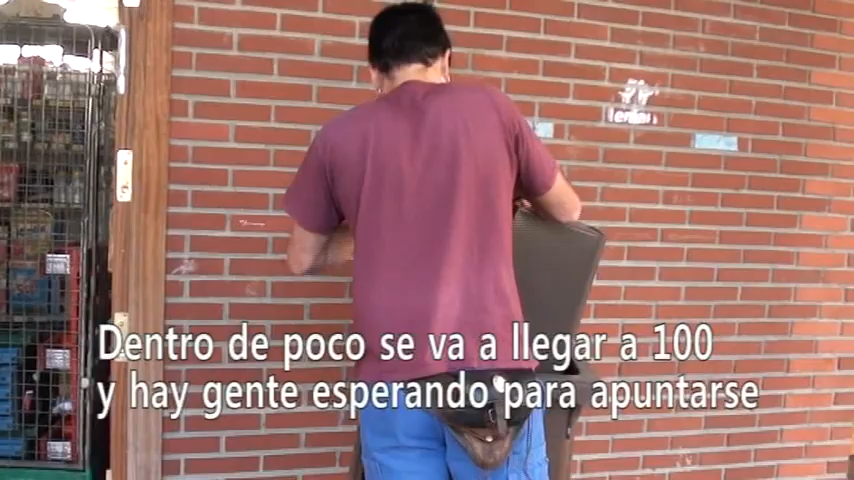 Dentro de poco se va a llegar a 100
y hay gente esperando para apuntarse